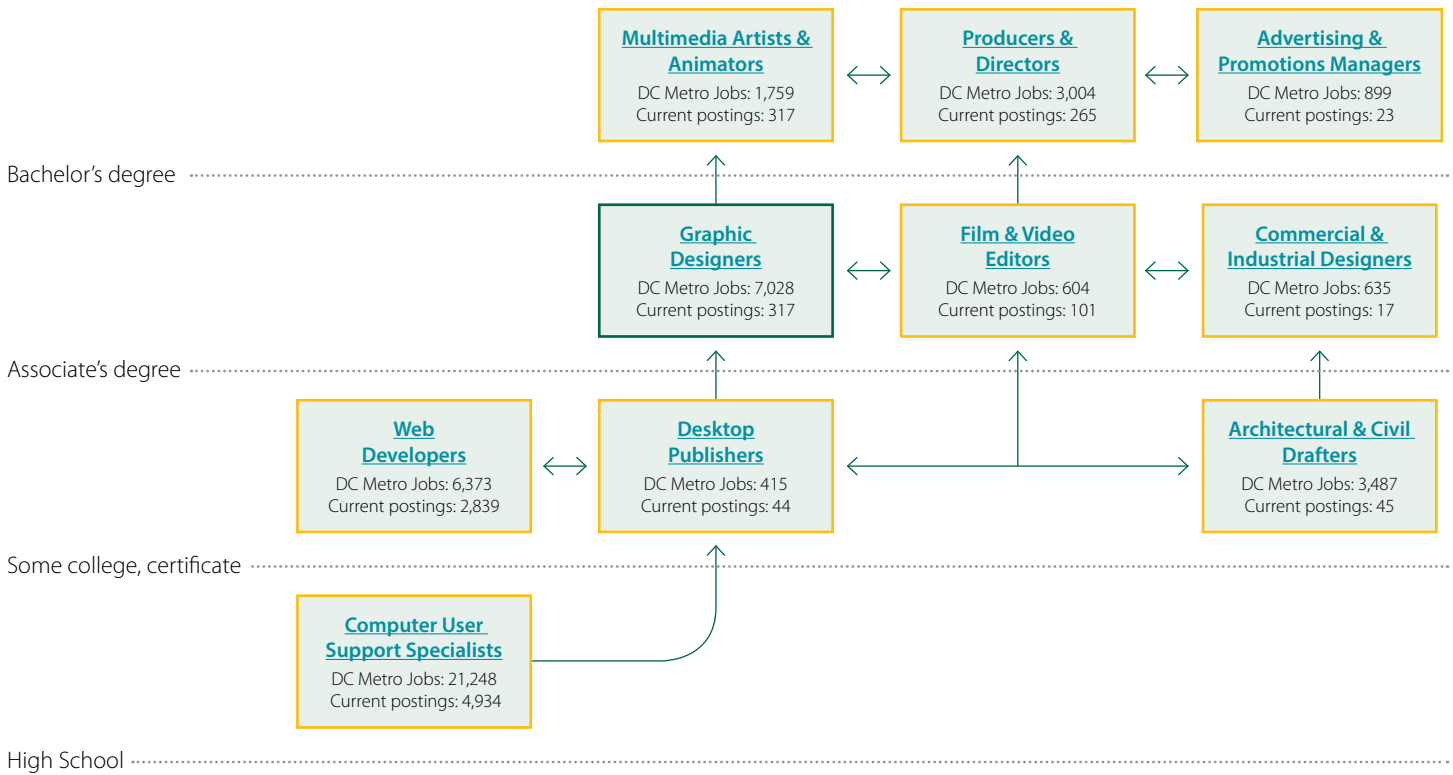 Multimedia Artists &
Animators
DC Metro Jobs: 1,759
Current postings: 317
Producers &
Directors
DC Metro Jobs: 3,004
Current postings: 265
Advertising &
Promotions Managers
DC Metro Jobs: 899
Current postings: 23
Bachelor’s degree
Graphic
Designers
DC Metro Jobs: 7,028
Current postings: 317
Film & Video
Editors
DC Metro Jobs: 604
Current postings: 101
Commercial &
Industrial Designers
DC Metro Jobs: 635
Current postings: 17
Associate’s degree
Web
Developers
DC Metro Jobs: 6,373
Current postings: 2,839
Desktop
Publishers
DC Metro Jobs: 415
Current postings: 44
Architectural & Civil
Drafters
DC Metro Jobs: 3,487
Current postings: 45
Some college, certificate
Computer User
Support Specialists
DC Metro Jobs: 21,248
Current postings: 4,934
High School